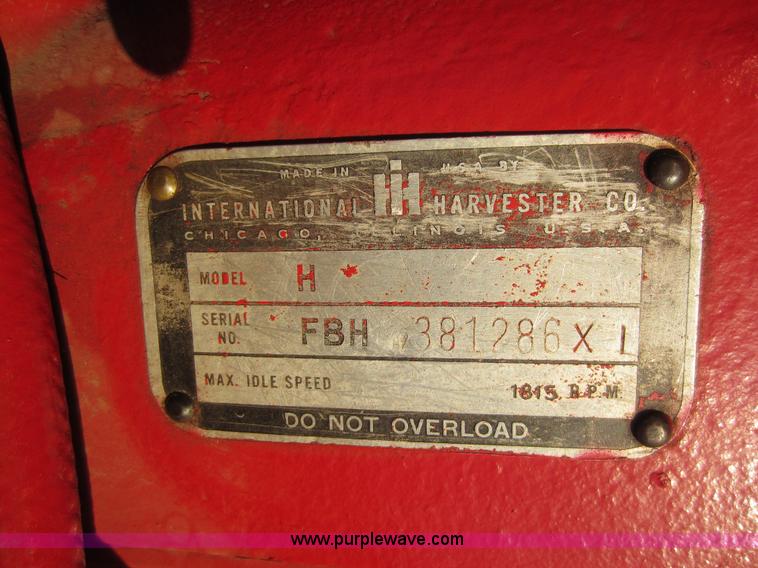 MADE IN IH U.S.A. BY
INTERNATIONAL HARVESTER CO.
CHICAGO, ILLINOIS U.S.A.
MODEL H *
SERIAL NO. FBH 381286 X L
MAX. IDLE SPEED 1815 R.P.M.
DO NOT OVERLOAD
www.purplewave.com